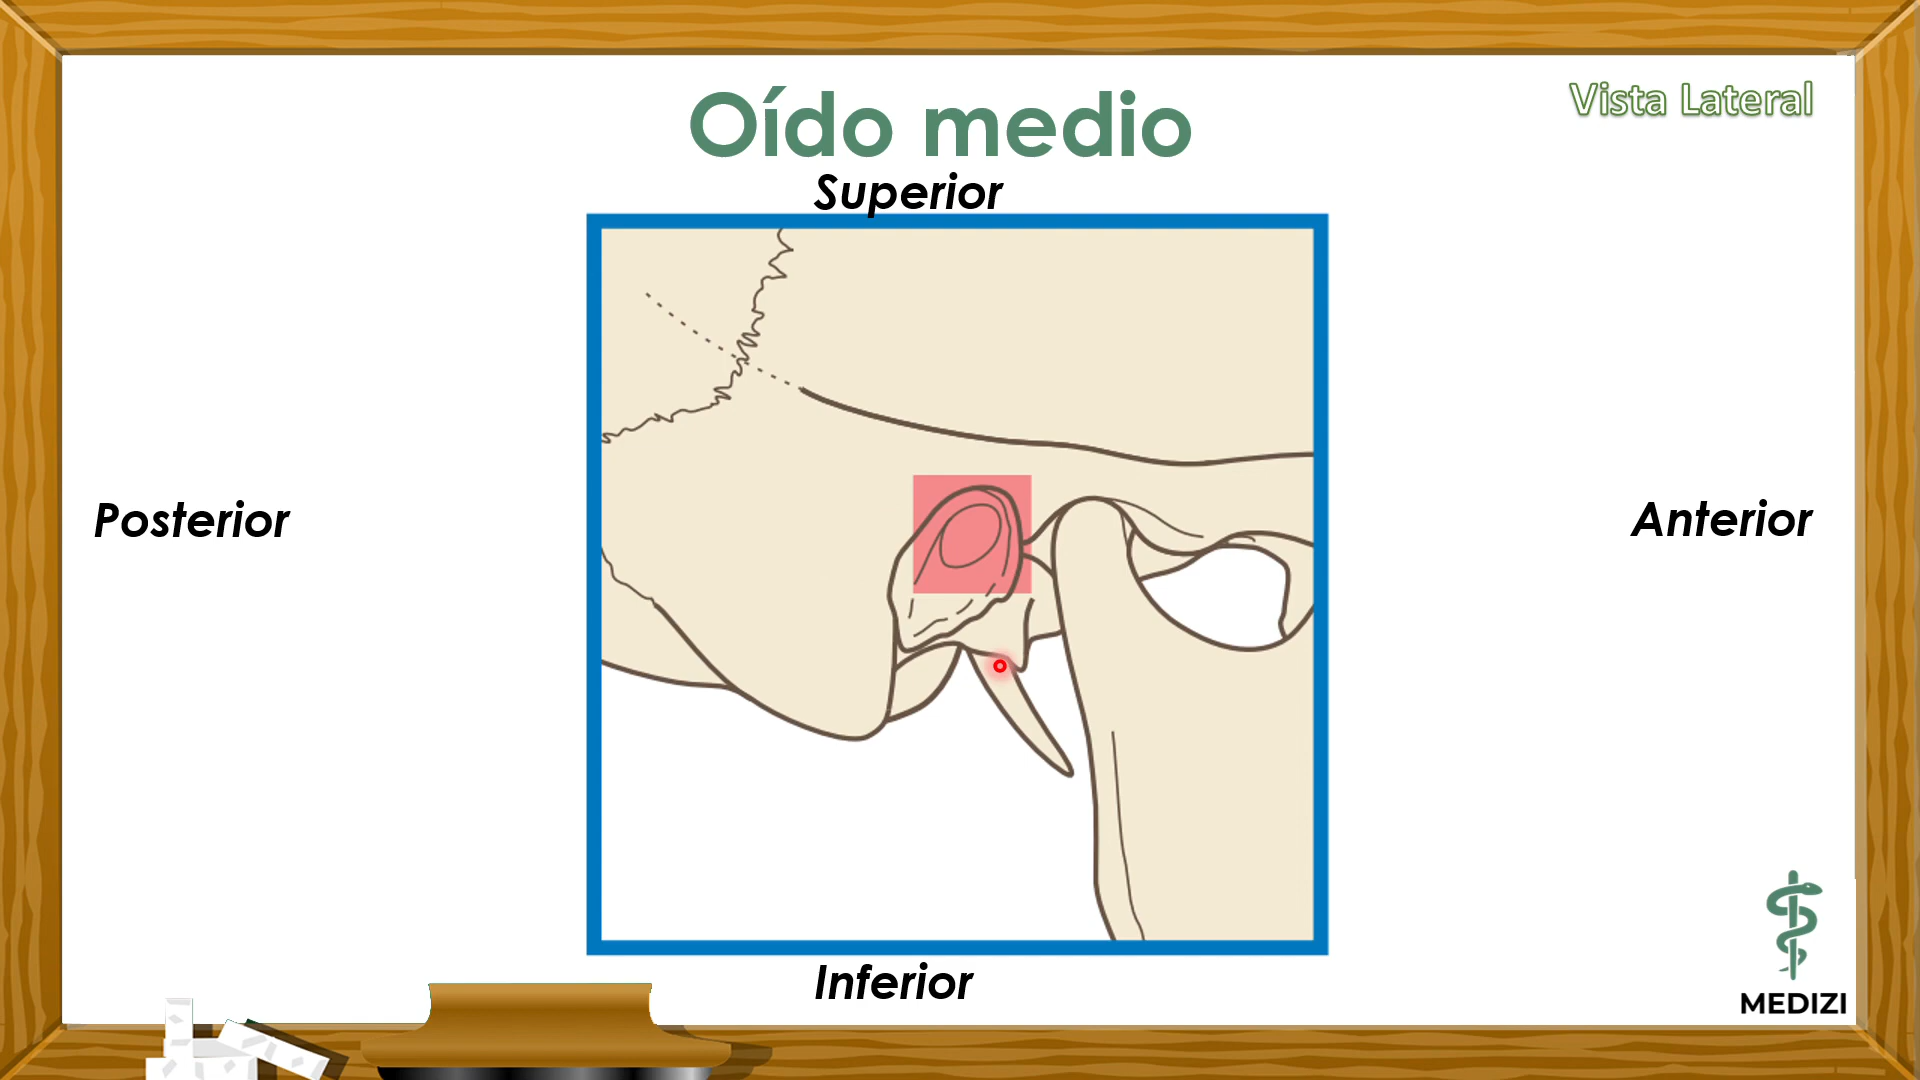 Oído medio
Vista Lateral
Superior
Posterior
Anterior
Inferior
MEDIZI